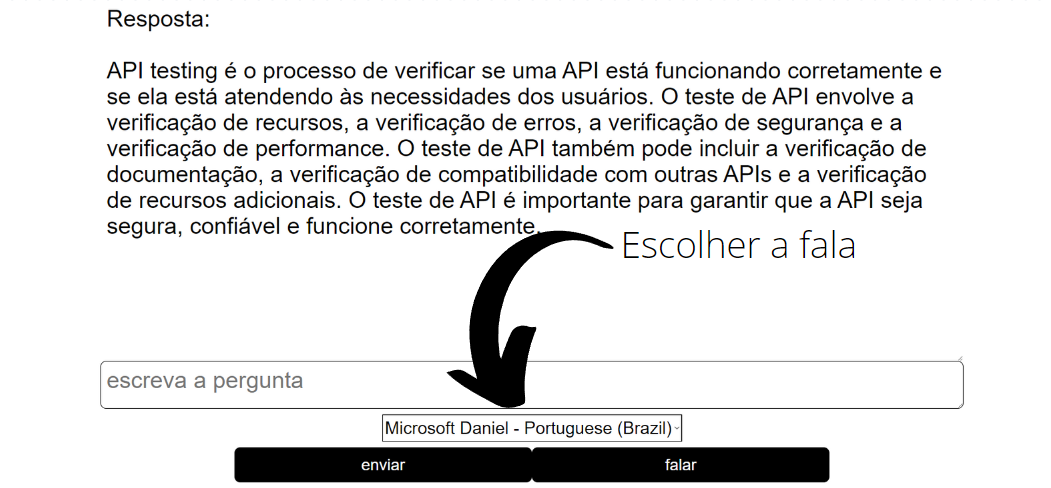 Resposta:
API testing é o processo de verificar se uma API está funcionando corretamente e
se ela está atendendo às necessidades dos usuários. O teste de API envolve a
verificação de recursos, a verificação de erros, a verificação de segurança e a
verificação de performance. O teste de API também pode incluir a verificação de
documentação, a verificação de compatibilidade com outras APIs e a verificação
de recursos adicionais. O teste de API é importante para garantir que a API seja
segura, confiável e funcione corretamente.
Escolher a fala
escreva a pergunta
Microsoft Daniel - Portuguese (Brazil)
enviar
falar